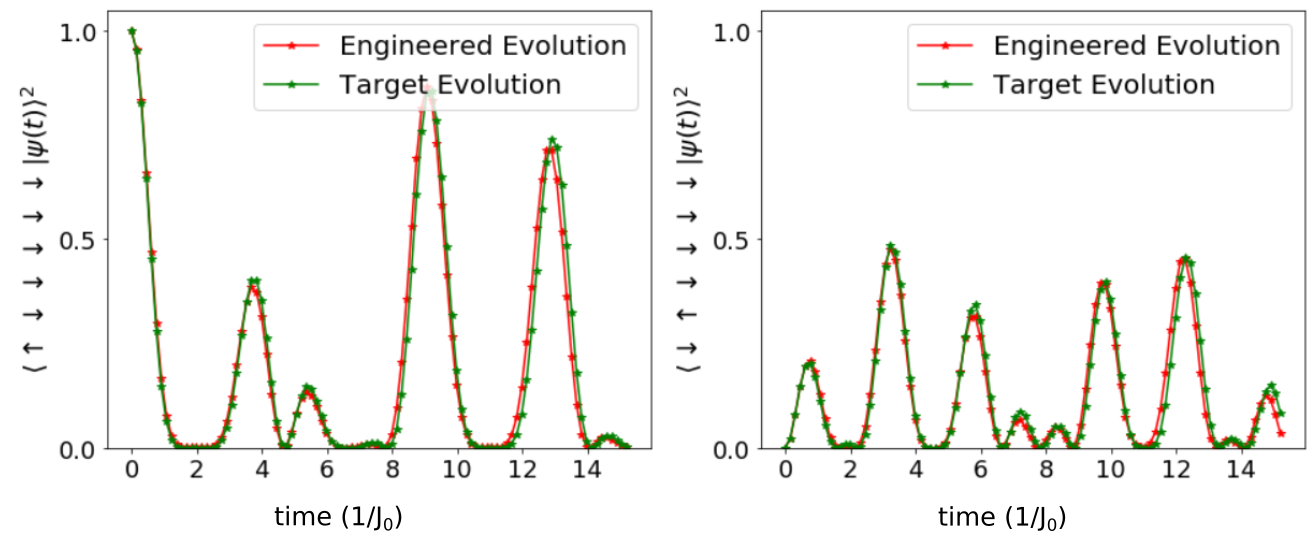 1.0
0.5
0.0
⟨ ↑ ↓ ↓ ↓ ↓ ↓ |ψ(t)⟩²
Engineered Evolution
Target Evolution
0 2 4 6 8 10 12 14
time (1/J₀)
1.0
0.5
0.0
⟨ ↓ ↑ ↓ ↓ ↓ ↓ |ψ(t)⟩²
Engineered Evolution
Target Evolution
0 2 4 6 8 10 12 14
time (1/J₀)